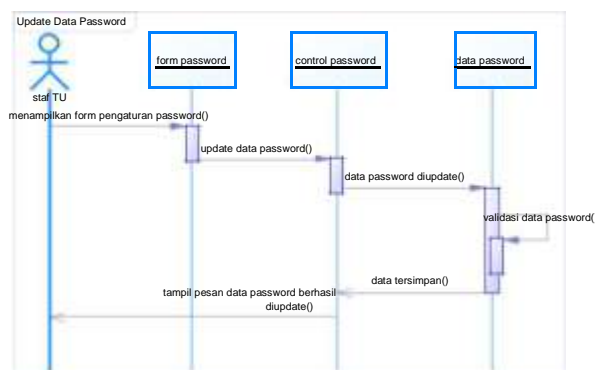 Update Data Password
form password
control password
data password
staf TU
menampilkan form pengaturan password()
update data password()
data password diupdate()
validasi data password(
data tersimpan()
tampil pesan data password berhasil
diupdate()